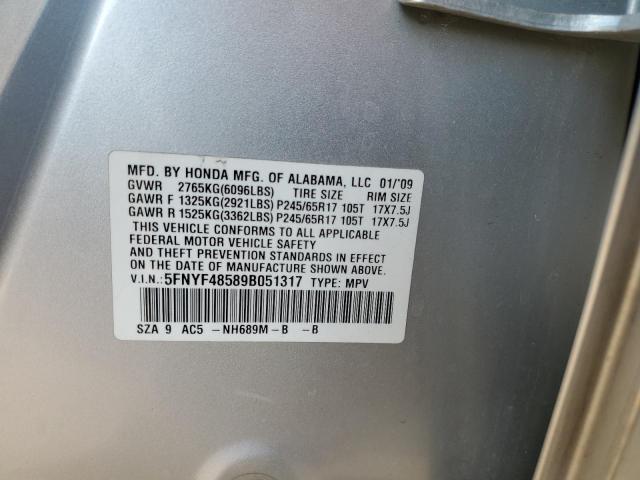 MFD. BY HONDA MFG. OF ALABAMA, LLC 01/'09
GVWR 2765KG(6096LBS) TIRE SIZE RIM SIZE
GAWR F 1325KG(2921LBS) P245/65R17 105T 17X7.5J
GAWR R 1525KG(3362LBS) P245/65R17 105T 17X7.5J
THIS VEHICLE CONFORMS TO ALL APPLICABLE
FEDERAL MOTOR VEHICLE SAFETY
AND THEFT PREVENTION STANDARDS IN EFFECT
ON THE DATE OF MANUFACTURE SHOWN ABOVE.
V.I.N.: 5FNYF48589B051317 TYPE: MPV
SZA 9 AC5 -NH689M-B -B